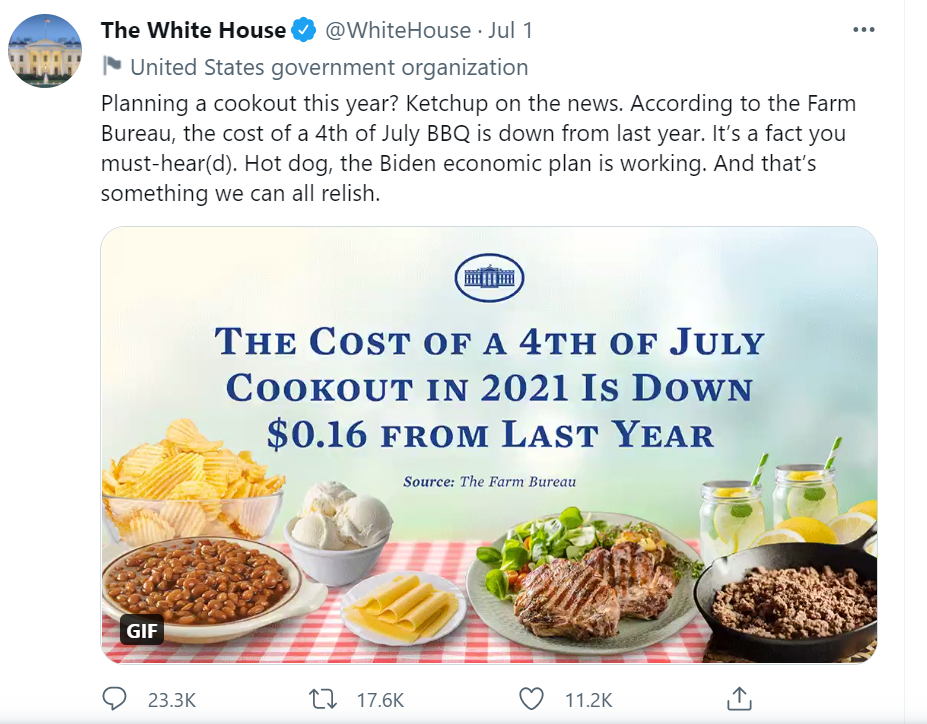 The White House @WhiteHouse · Jul 1
United States government organization
Planning a cookout this year? Ketchup on the news. According to the Farm
Bureau, the cost of a 4th of July BBQ is down from last year. It’s a fact you
must-hear(d). Hot dog, the Biden economic plan is working. And that’s
something we can all relish.
The Cost of a 4th of July
Cookout in 2021 Is Down
$0.16 from Last Year
Source: The Farm Bureau
GIF
23.3K 17.6K 11.2K